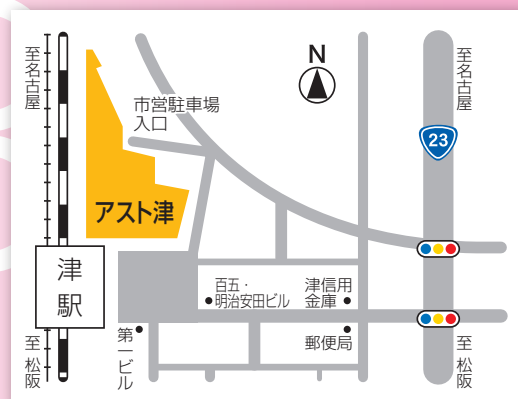 至名古屋
N
至名古屋
市営駐車場
入口
23
アスト津
津駅
百五・
明治安田ビル
津信用
金庫
第一ビル
郵便局
至 松阪
至 松阪